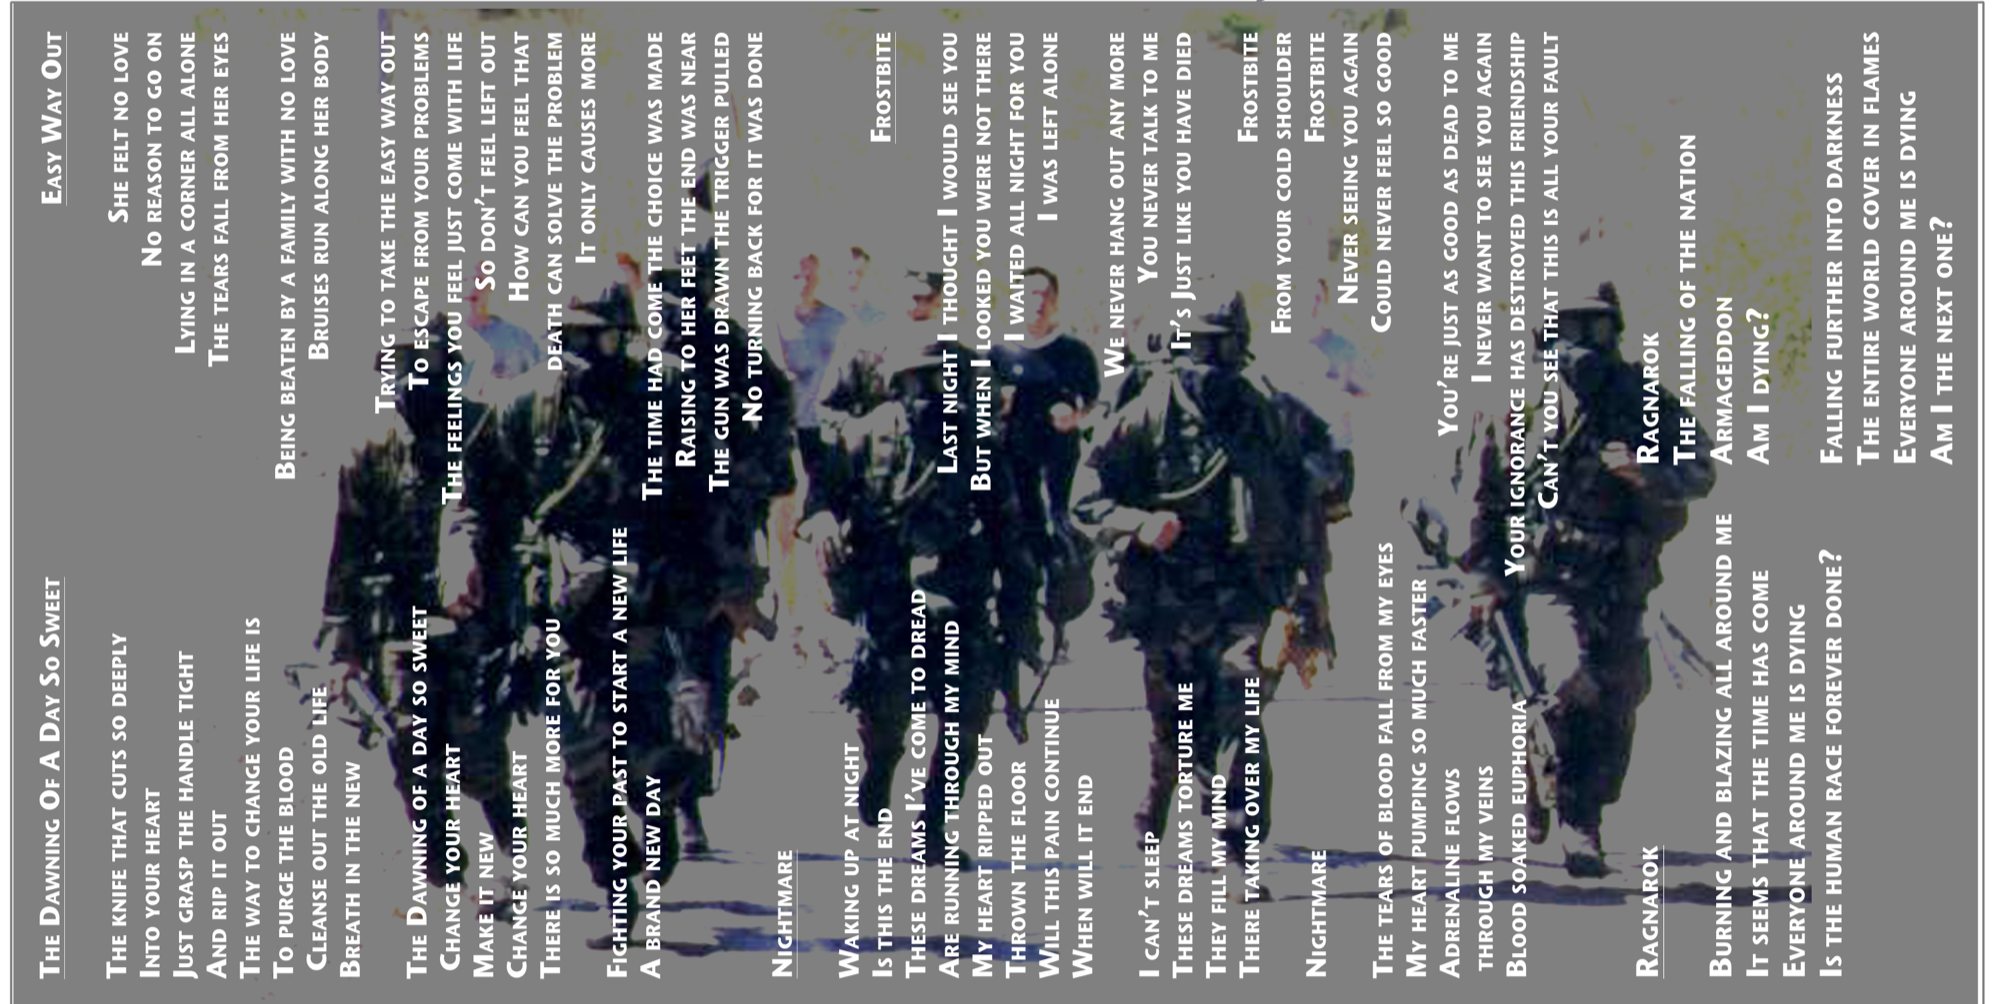 The Dawning Of A Day So Sweet
The knife that cuts so deeply
Into your heart
Just grasp the handle tight
And rip it out
The way to change your life is
To purge the blood
Cleanse out the old life
Breath in the new
The Dawning of a day so sweet
Change your heart
Make it new
Change your heart
There is so much more for you
Fighting your past to start a new life
A brand new day
Nightmare
Waking up at night
Is this the end
These dreams I've come to dread
Are running through my mind
My heart ripped out
Thrown the floor
Will this pain continue
When will it end
I can't sleep
These dreams torture me
They fill my mind
There taking over my life
Nightmare
The tears of blood fall from my eyes
My heart pumping so much faster
Adrenaline flows
through my veins
Blood soaked euphoria
Ragnarok
Burning and blazing all around me
It seems that the time has come
Everyone around me is dying
Is the human race forever done?
Easy Way Out
She felt no love
No reason to go on
Lying in a corner all alone
The tears fall from her eyes
Being beaten by a family with no love
Bruises run along her body
Trying to take the easy way out
To escape from your problems
The feelings you feel just come with life
So don't feel left out
How can you feel that
death can solve the problem
It only causes more
The time had come the choice was made
Raising to her feet the end was near
The gun was drawn the trigger pulled
No turning back for it was done
Frostbite
Last night I thought I would see you
But when I looked you were not there
I waited all night for you
I was left alone
We never hang out any more
You never talk to me
It's Just like you have died
Frostbite
From your cold shoulder
Frostbite
Never seeing you again
Could never feel so good
You're just as good as dead to me
I never want to see you again
Your ignorance has destroyed this friendship
Can't you see that this is all your fault
Ragnarok
The falling of the nation
Armageddon
Am I dying?
Falling further into darkness
The entire world cover in flames
Everyone around me is dying
Am I the next one?